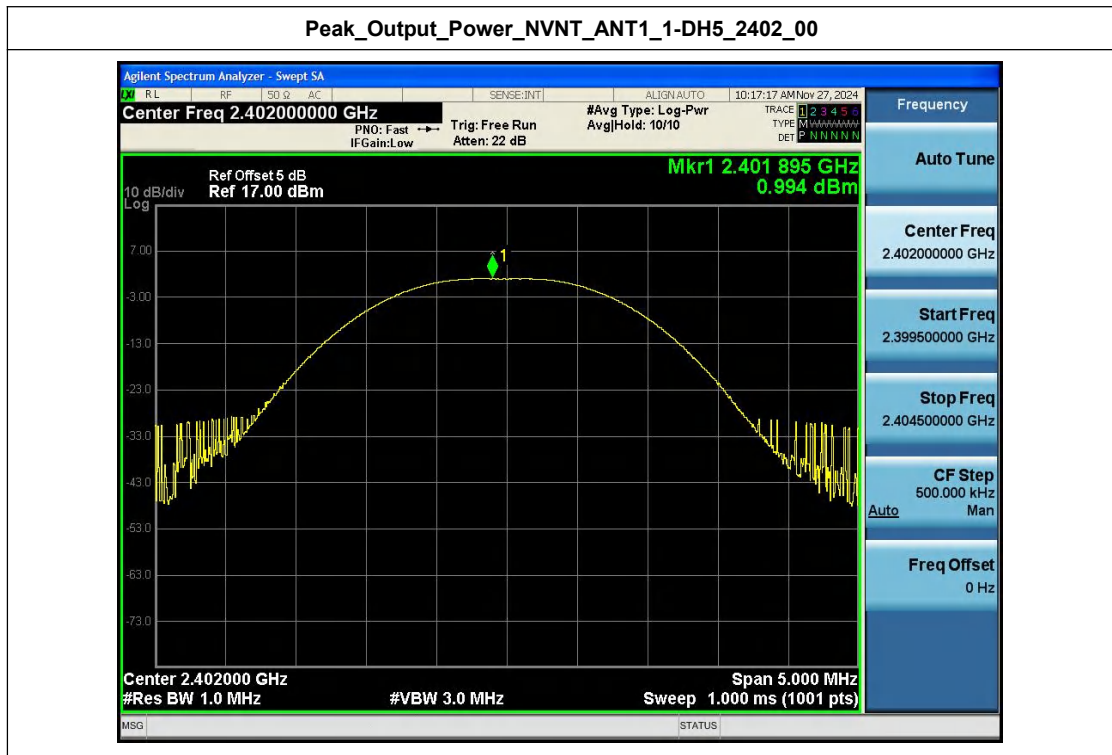 Peak_Output_Power_NVNT_ANT1_1-DH5_2402_00
Agilent Spectrum Analyzer - Swept SA
LXI RL RF 50 Ω AC SENSE:INT ALIGN AUTO 10:17:17 AM Nov 27, 2024
Center Freq 2.402000000 GHz
PNO: Fast
IFGain:Low
Trig: Free Run
Atten: 22 dB
#Avg Type: Log-Pwr
Avg|Hold: 10/10
TRACE 1 2 3 4 5 6
TYPE M WWWWW
DET P N N N N N
Frequency
Mkr1 2.401 895 GHz
0.994 dBm
Ref Offset 5 dB
10 dB/div Ref 17.00 dBm
Log
7.00
-3.00
-13.0
-23.0
-33.0
-43.0
-53.0
-63.0
-73.0
1
Center 2.402000 GHz
Span 5.000 MHz
#Res BW 1.0 MHz
#VBW 3.0 MHz
Sweep 1.000 ms (1001 pts)
Auto Tune
Center Freq
2.402000000 GHz
Start Freq
2.399500000 GHz
Stop Freq
2.404500000 GHz
CF Step
500.000 kHz
Auto Man
Freq Offset
0 Hz
MSG
STATUS